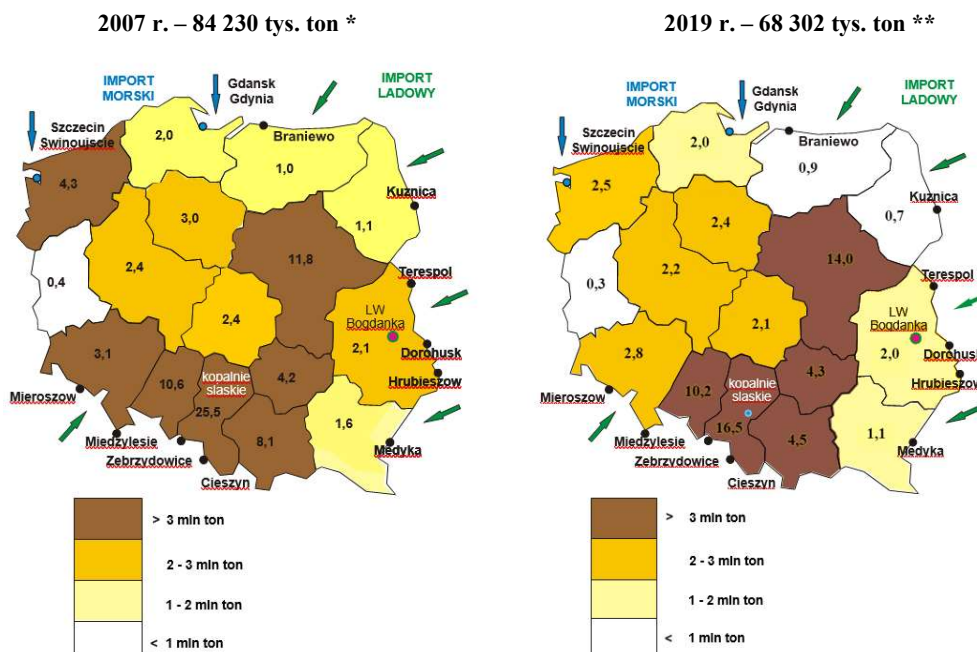 2007 r. – 84 230 tys. ton *
IMPORT
MORSKI
Gdansk
Gdynia
IMPORT
LADOWY
Szczecin
Swinoujscie
Braniewo
2,0
1,0
4,3
Kuznica
3,0
1,1
11,8
2,4
Terespol
0,4
LW
Bogdanka
2,4
2,1
Dorohusk
3,1
Hrubieszow
kopalnie
slaskie
4,2
10,6
Mieroszow
25,5
1,6
8,1
Miedzylesie
Medyka
Zebrzydowice
Cieszyn
> 3 mln ton
2 - 3 mln ton
1 - 2 mln ton
< 1 mln ton
2019 r. – 68 302 tys. ton **
IMPORT
MORSKI
Gdansk
Gdynia
IMPORT
LADOWY
Szczecin
Swinoujscie
Braniewo
2,0
0,9
2,5
Kuznica
2,4
0,7
14,0
2,2
Terespol
0,3
LW
Bogdanka
2,1
2,0
Dorohusk
2,8
Hrubieszow
kopalnie
slaskie
4,3
10,2
Mieroszow
16,5
1,1
4,5
Miedzylesie
Medyka
Zebrzydowice
Cieszyn
> 3 mln ton
2 - 3 mln ton
1 - 2 mln ton
< 1 mln ton